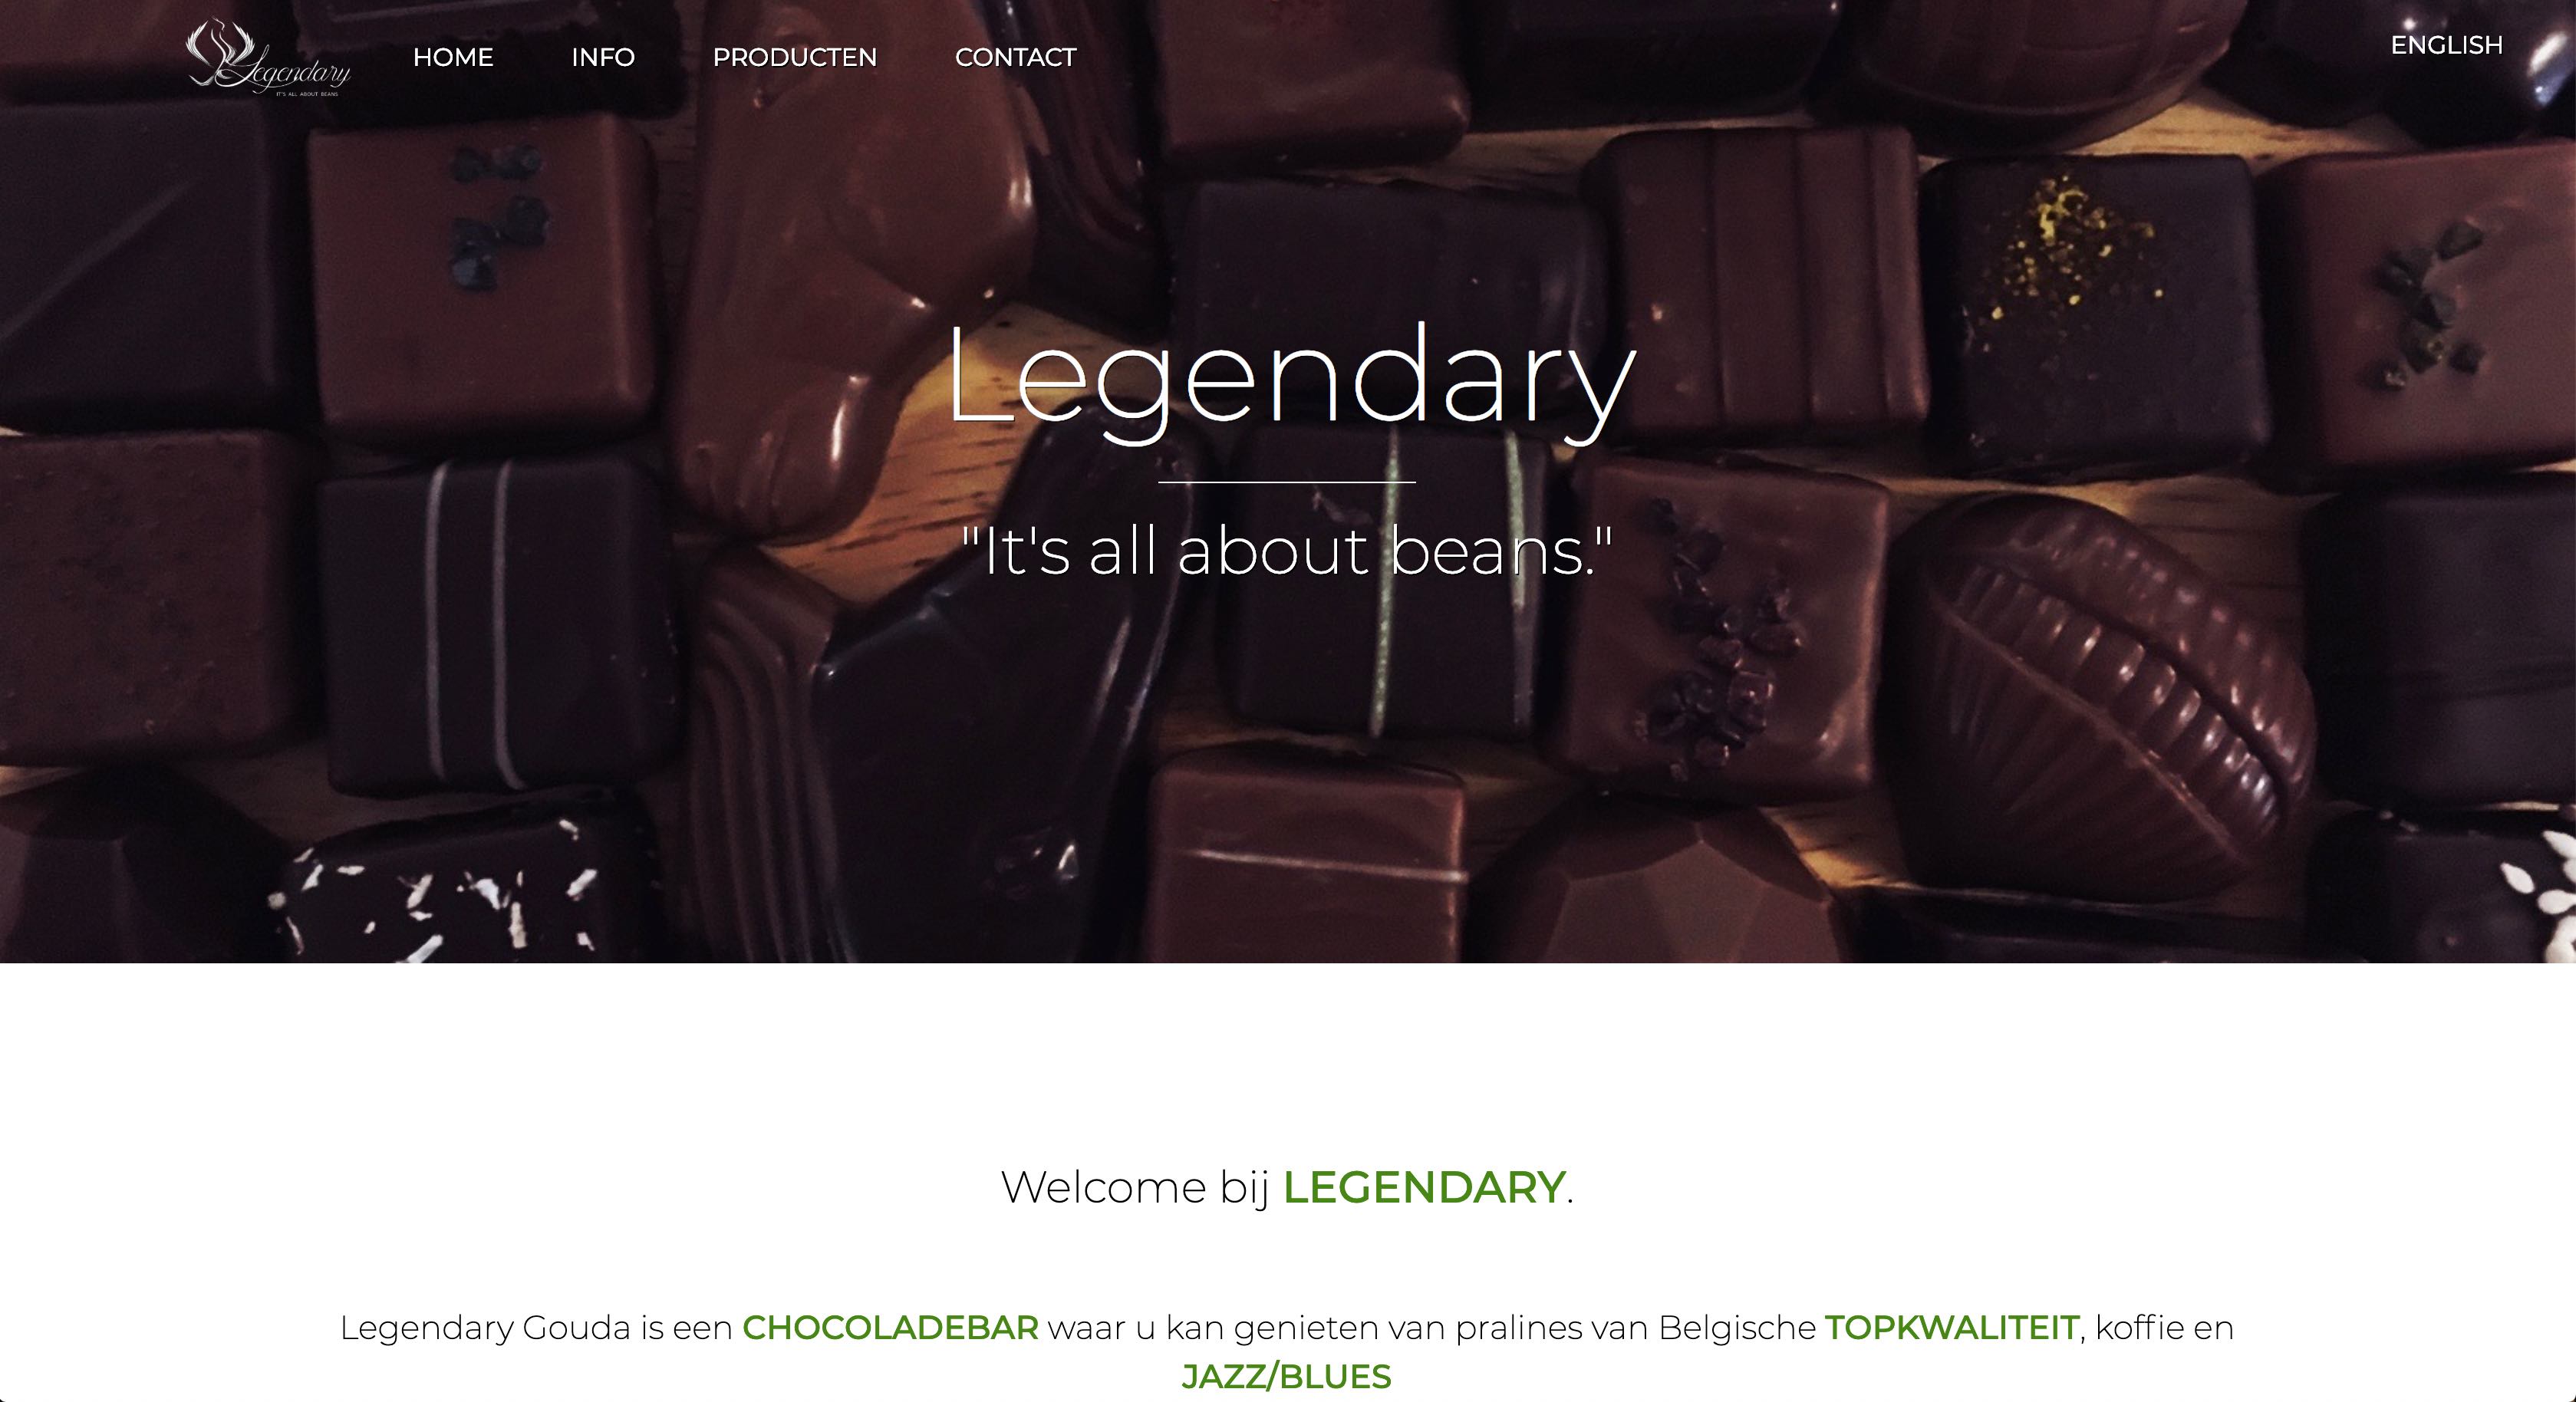 Legendary
IT'S ALL ABOUT BEANS
HOME INFO PRODUCTEN CONTACT ENGLISH
Legendary
"It's all about beans."
Welcome bij LEGENDARY.
Legendary Gouda is een CHOCOLADEBAR waar u kan genieten van pralines van Belgische TOPKWALITEIT, koffie en
JAZZ/BLUES